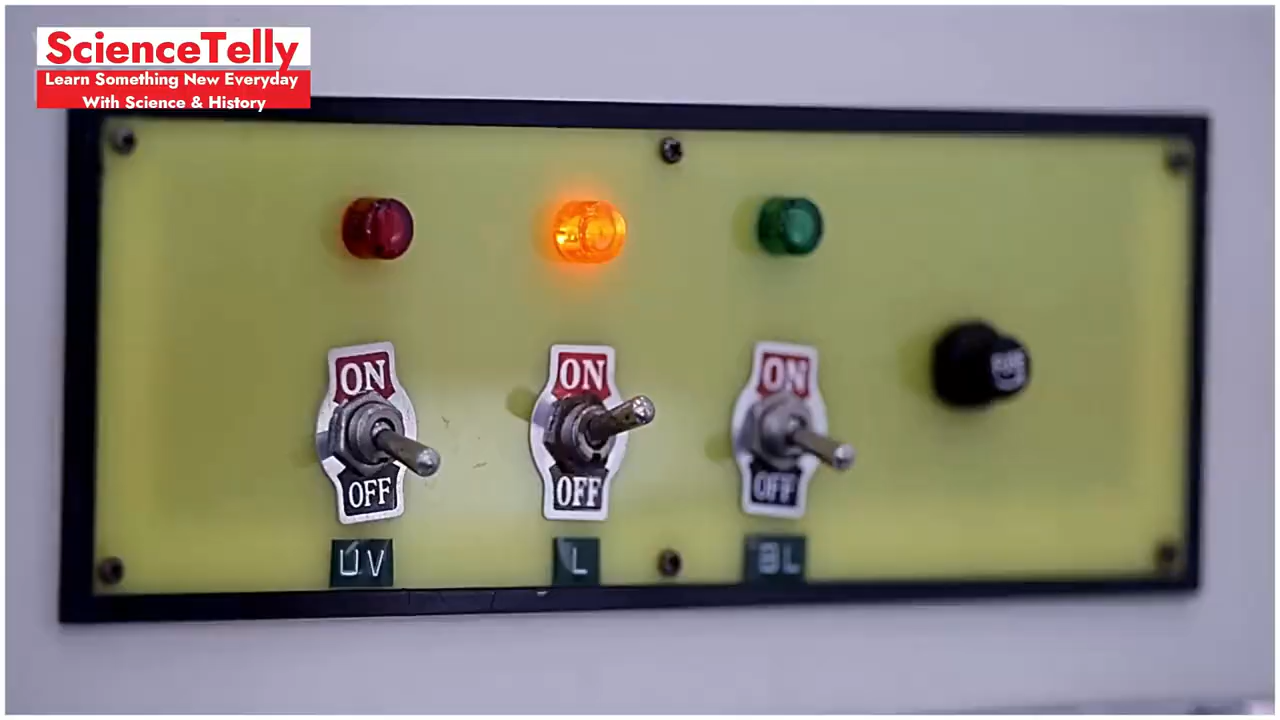 ScienceTelly
Learn Something New Everyday
With Science & History
ON
ON
ON
OFF
OFF
OFF
UV
L
BL